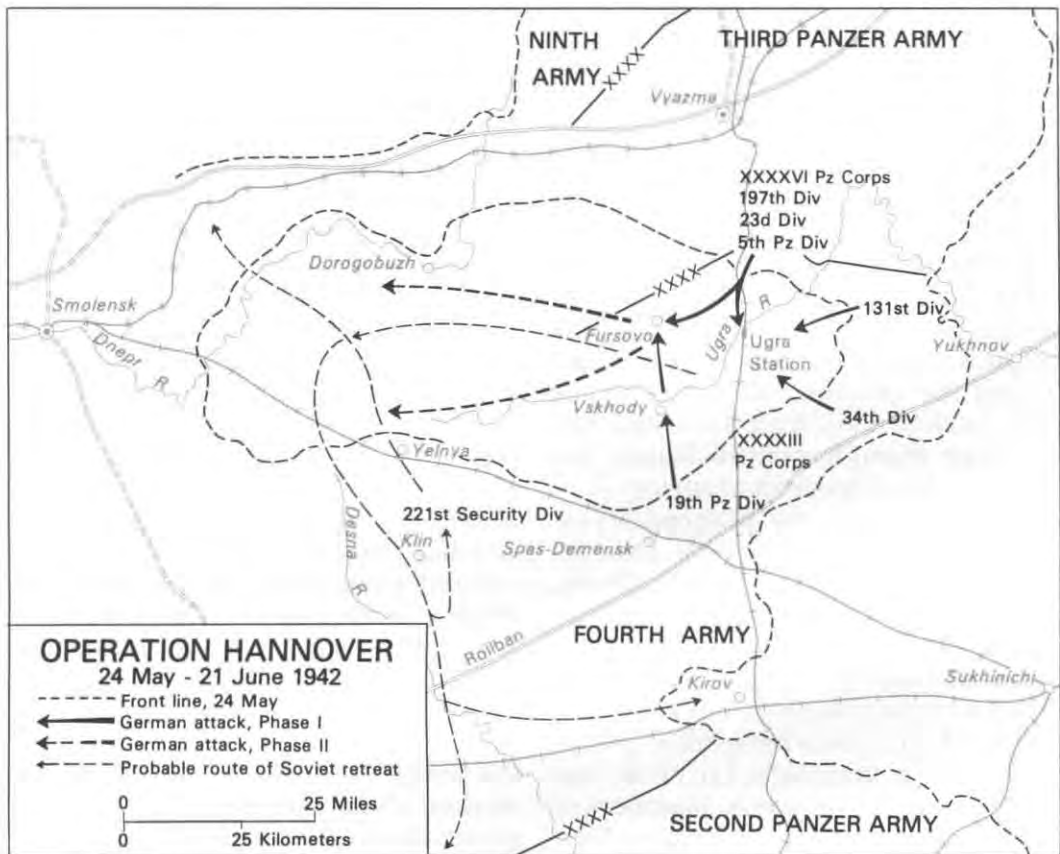 NINTH
ARMY
XXXX
THIRD PANZER ARMY
Vyazma
XXXXVI Pz Corps
197th Div
23d Div
5th Pz Div
XXXX
Dorogobuzh
Smolensk
Dnepr
R
Fursovo
Ugra
R
Ugra
Station
131st Div
Yukhnov
Vskhody
34th Div
XXXXIII
Pz Corps
Yelnya
19th Pz Div
221st Security Div
Klin
Desna
R
Spas-Demensk
Rollban
FOURTH ARMY
Kirov
Sukhinichi
OPERATION HANNOVER
24 May - 21 June 1942
Front line, 24 May
German attack, Phase I
German attack, Phase II
Probable route of Soviet retreat
0 25 Miles
0 25 Kilometers
XXXX
SECOND PANZER ARMY